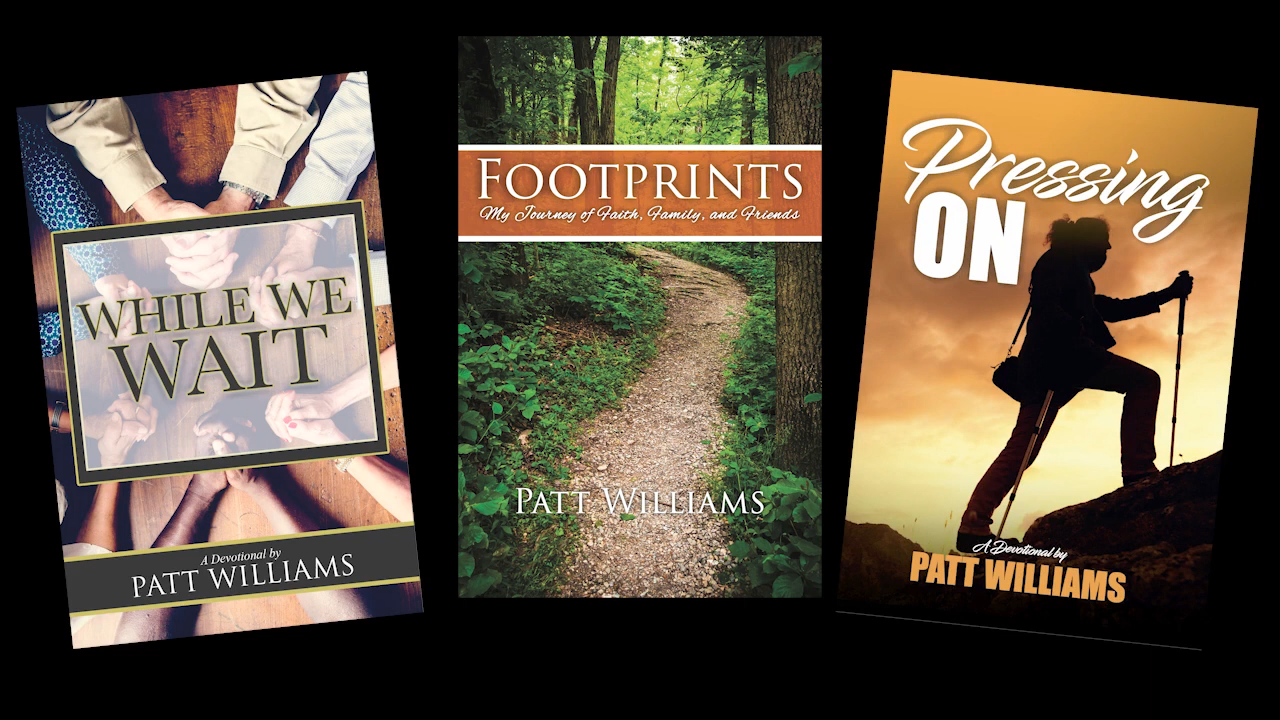 WHILE WE
WAIT
A Devotional by
PATT WILLIAMS
FOOTPRINTS
My Journey of Faith, Family, and Friends
PATT WILLIAMS
Pressing
ON
A Devotional by
PATT WILLIAMS